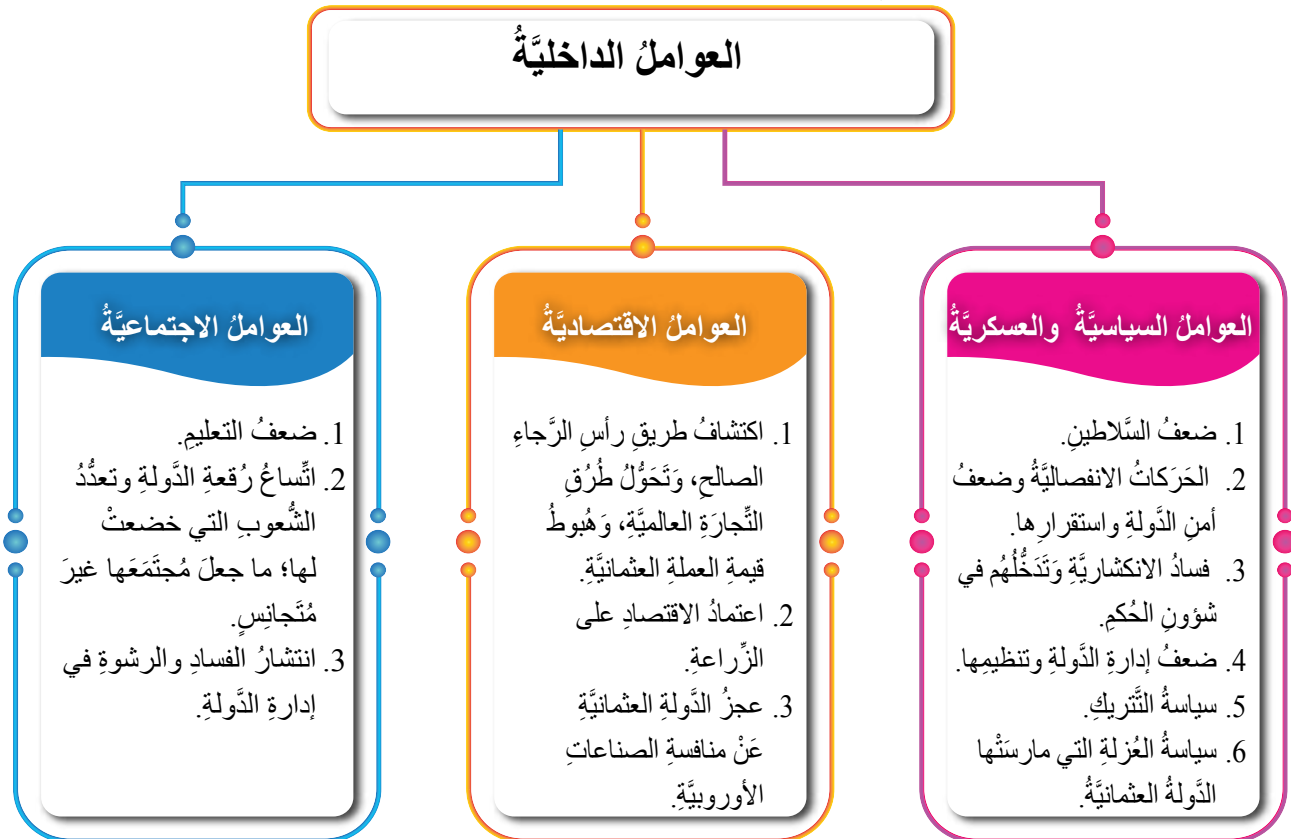 العواملُ الداخليَّةُ
العواملُ السياسيَّةُ والعسكريَّةُ
1. ضعفُ السَّلاطينِ.
2. الحَرَكاتُ الانفصاليَّةُ وضعفُ
أمنِ الدَّولةِ واستقرارِها.
3. فسادُ الانكشاريَّةِ وَتَدَخُّلُهُم في
شؤونِ الحُكمِ.
4. ضعفُ إدارةِ الدَّولةِ وتنظيمِها.
5. سياسةُ التَّتريكِ.
6. سياسةُ العُزلةِ التي مارسَتْها
الدَّولةُ العثمانيَّةُ.
العواملُ الاقتصاديَّةُ
1. اكتشافُ طريقِ رأسِ الرَّجاءِ
الصالحِ، وَتَحَوُّلُ طُرُقِ
التِّجارَةِ العالميَّةِ، وَهُبوطُ
قيمةِ العملةِ العثمانيَّةِ.
2. اعتمادُ الاقتصادِ على
الزِّراعةِ.
3. عجزُ الدَّولةِ العثمانيَّةِ
عَنْ منافسةِ الصناعاتِ
الأوروبيَّةِ.
العواملُ الاجتماعيَّةُ
1. ضعفُ التعليمِ.
2. اتِّساعُ رُقعةِ الدَّولةِ وتعدُّدُ
الشُّعوبِ التي خضعتْ
لها؛ ما جعلَ مُجتَمَعَها غيرَ
مُتَجانِسٍ.
3. انتشارُ الفسادِ والرشوةِ في
إدارةِ الدَّولةِ.